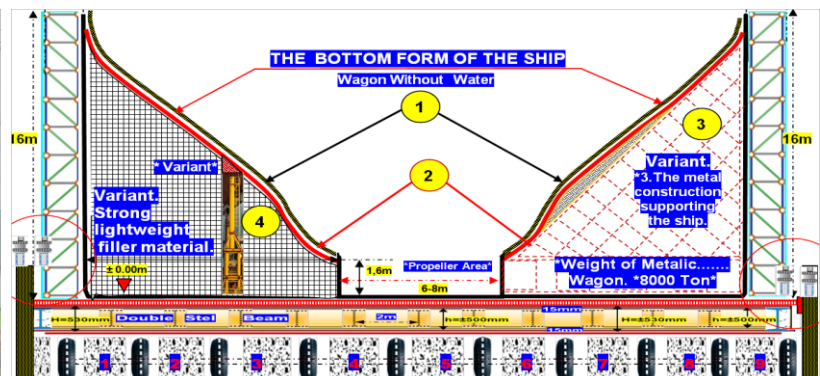 THE BOTTOM FORM OF THE SHIP
Wagon Without Water
1
3
16m
16m
2
* Variant*
Variant.
*3.The metal
construction
supporting
the ship.
4
Variant.
Strong
lightweight
filler material.
± 0.00m
1,6m
*Propeller Area*
6-8m
*Weight of Metalic.......
Wagon. *8000 Ton*
H=530mm
Double
Stel
Beam
2m
h=±500mm
15mm
15mm
H=±530mm
h=±500mm
1
2
3
4
5
6
7
8
9